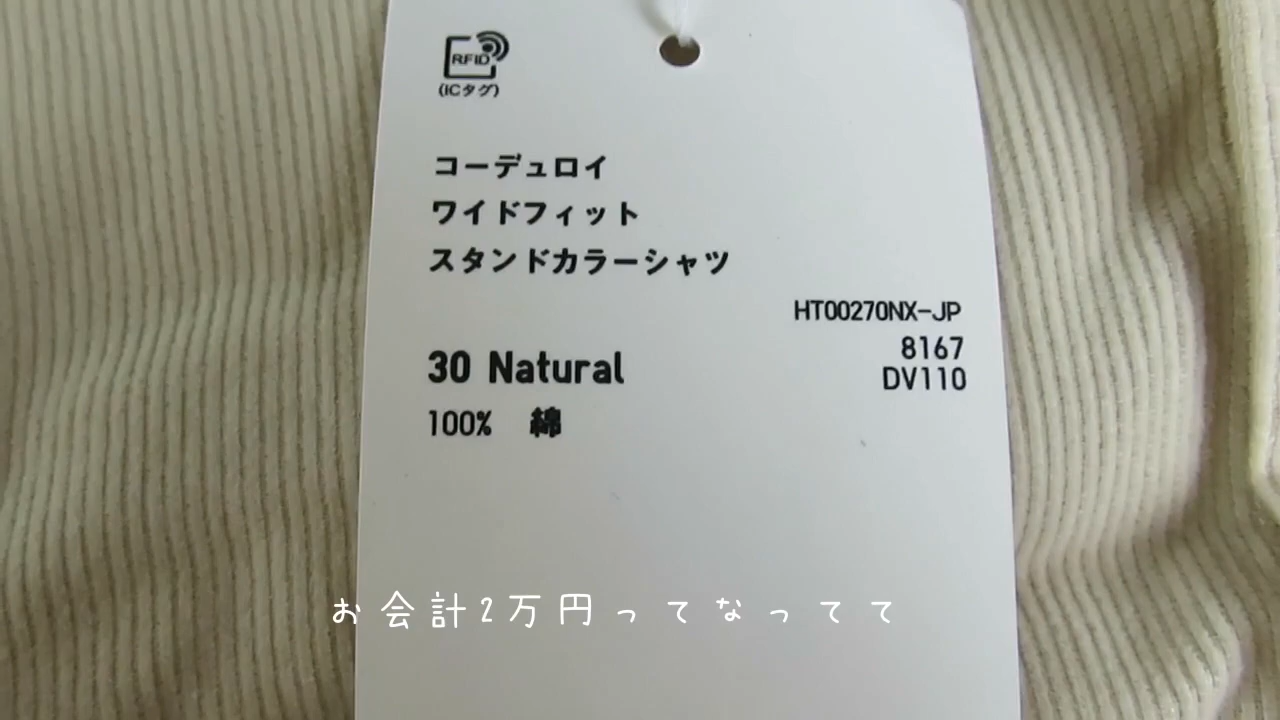 RFID
(ICタグ)
コーデュロイ
ワイドフィット
スタンドカラーシャツ
HT00270NX-JP
8167
DV110
30 Natural
100% 綿
お会計2万円ってなってて